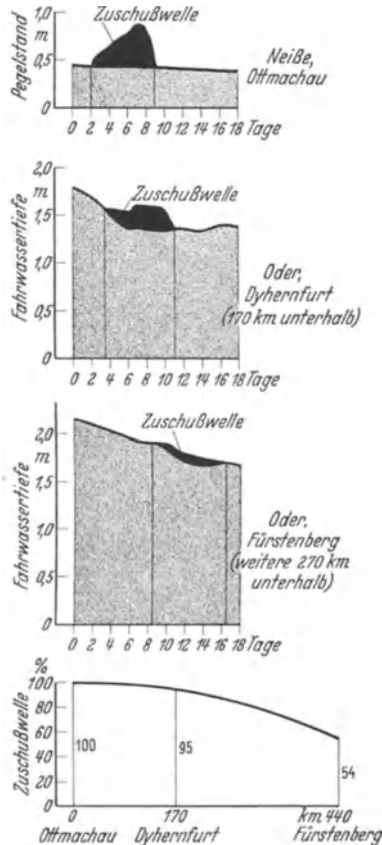 Pegelstand
1,0
m
0,5
0
Zuschußwelle
Neiße,
Ottmachau
0 2 4 6 8 10 12 14 16 18 Tage
Fahrwassertiefe
2,0
m
1,5
1,0
0,5
0
Zuschußwelle
Oder,
Dyhernfurt
(170 km unterhalb)
0 2 4 6 8 10 12 14 16 18 Tage
Fahrwassertiefe
2,0
m
1,5
1,0
0,5
0
Zuschußwelle
Oder,
Fürstenberg
(weitere 270 km
unterhalb)
0 2 4 6 8 10 12 14 16 18 Tage
Zuschußwelle
%
100
80
60
40
20
0
100
95
54
0 170 km 440
Ottmachau Dyhernfurt Fürstenberg